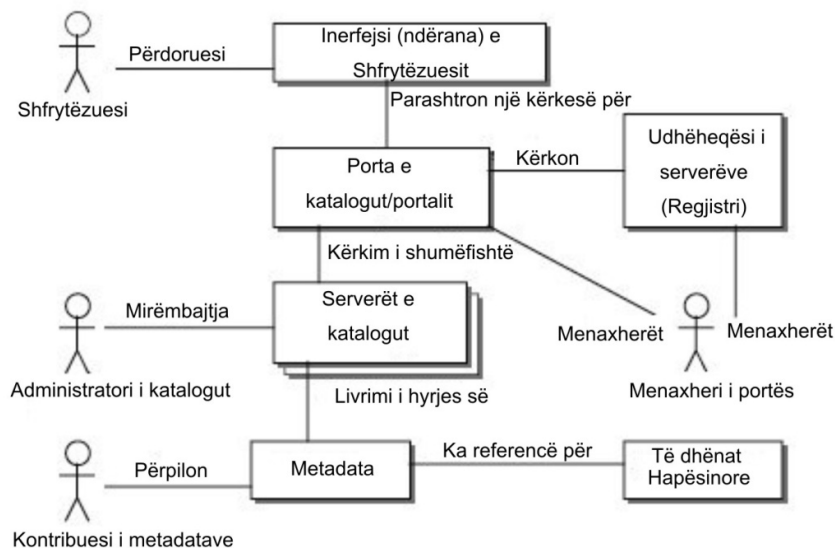 Inerfejsi (ndërana) e
Shfrytëzuesit
Përdoruesi
Shfrytëzuesi
Parashtron një kërkesë për
Porta e
katalogut/portalit
Kërkon
Udhëheqësi i
serverëve
(Regjistri)
Kërkim i shumëfishtë
Serverët e
katalogut
Mirëmbajtja
Administratori i katalogut
Menaxherët
Menaxherët
Menaxheri i portës
Livrimi i hyrjes së
Metadata
Përpilon
Kontribuesi i metadatave
Ka referencë për
Të dhënat
Hapësinore